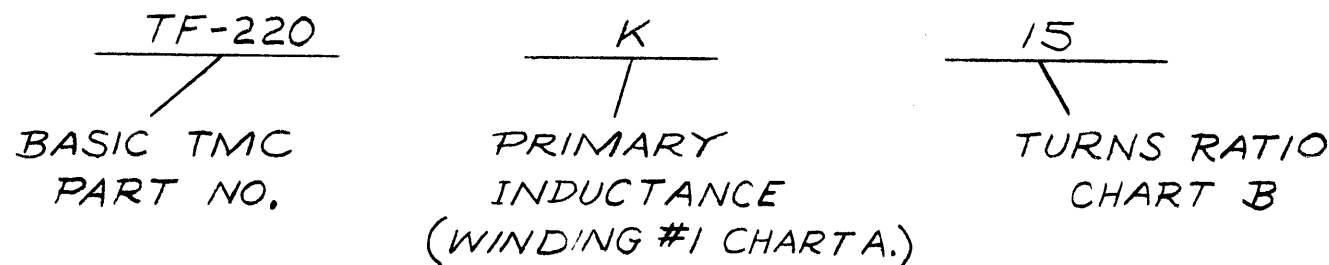 TF-220 K 15
BASIC TMC PRIMARY TURNS RATIO
PART NO. INDUCTANCE CHART B
(WINDING #1 CHART A.)